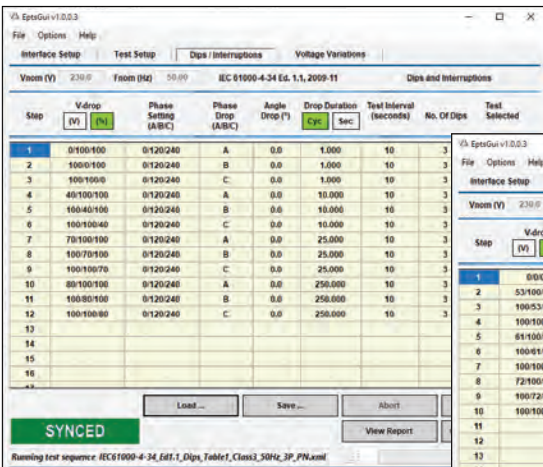 EptsGui v1.0.0.3
File Options Help
Interface Setup Test Setup Dips / Interruptions Voltage Variations
Vnom (V) 230.0 Fnom (Hz) 50.00 IEC 61000-4-34 Ed. 1.1, 2009-11 Dips and Interruptions
Step V-drop (V) (%) Phase Setting (A/B/C) Phase Drop (A/B/C) Angle Drop (°) Drop Duration Cyc Sec Test Interval (seconds) No. Of Dips Test Selected
1 0/100/100 0/120/240 A 0.0 1.000 10 3
2 100/0/100 0/120/240 B 0.0 1.000 10 3
3 100/100/0 0/120/240 C 0.0 1.000 10 3
4 40/100/100 0/120/240 A 0.0 10.000 10 3
5 100/40/100 0/120/240 B 0.0 10.000 10 3
6 100/100/40 0/120/240 C 0.0 10.000 10 3
7 70/100/100 0/120/240 A 0.0 25.000 10 3
8 100/70/100 0/120/240 B 0.0 25.000 10 3
9 100/100/70 0/120/240 C 0.0 25.000 10 3
10 80/100/100 0/120/240 A 0.0 250.000 10 3
11 100/80/100 0/120/240 B 0.0 250.000 10 3
12 100/100/80 0/120/240 C 0.0 250.000 10 3
13
14
15
16
Load ... Save ... Abort
SYNCED
View Report
Running test sequence IEC61000-4-34_Ed1.1_Dips_Table1_Class3_50Hz_3P_PN.xml
EptsGui v1.0.0.3
File Options Help
Interface Setup
Vnom (V) 230.0
Step V-dro (V)
1 0/0/
2 53/100/
3 100/53/
4 100/100
5 61/100/
6 100/61/
7 100/100
8 72/100/
9 100/72/
10 100/100
11
12
13